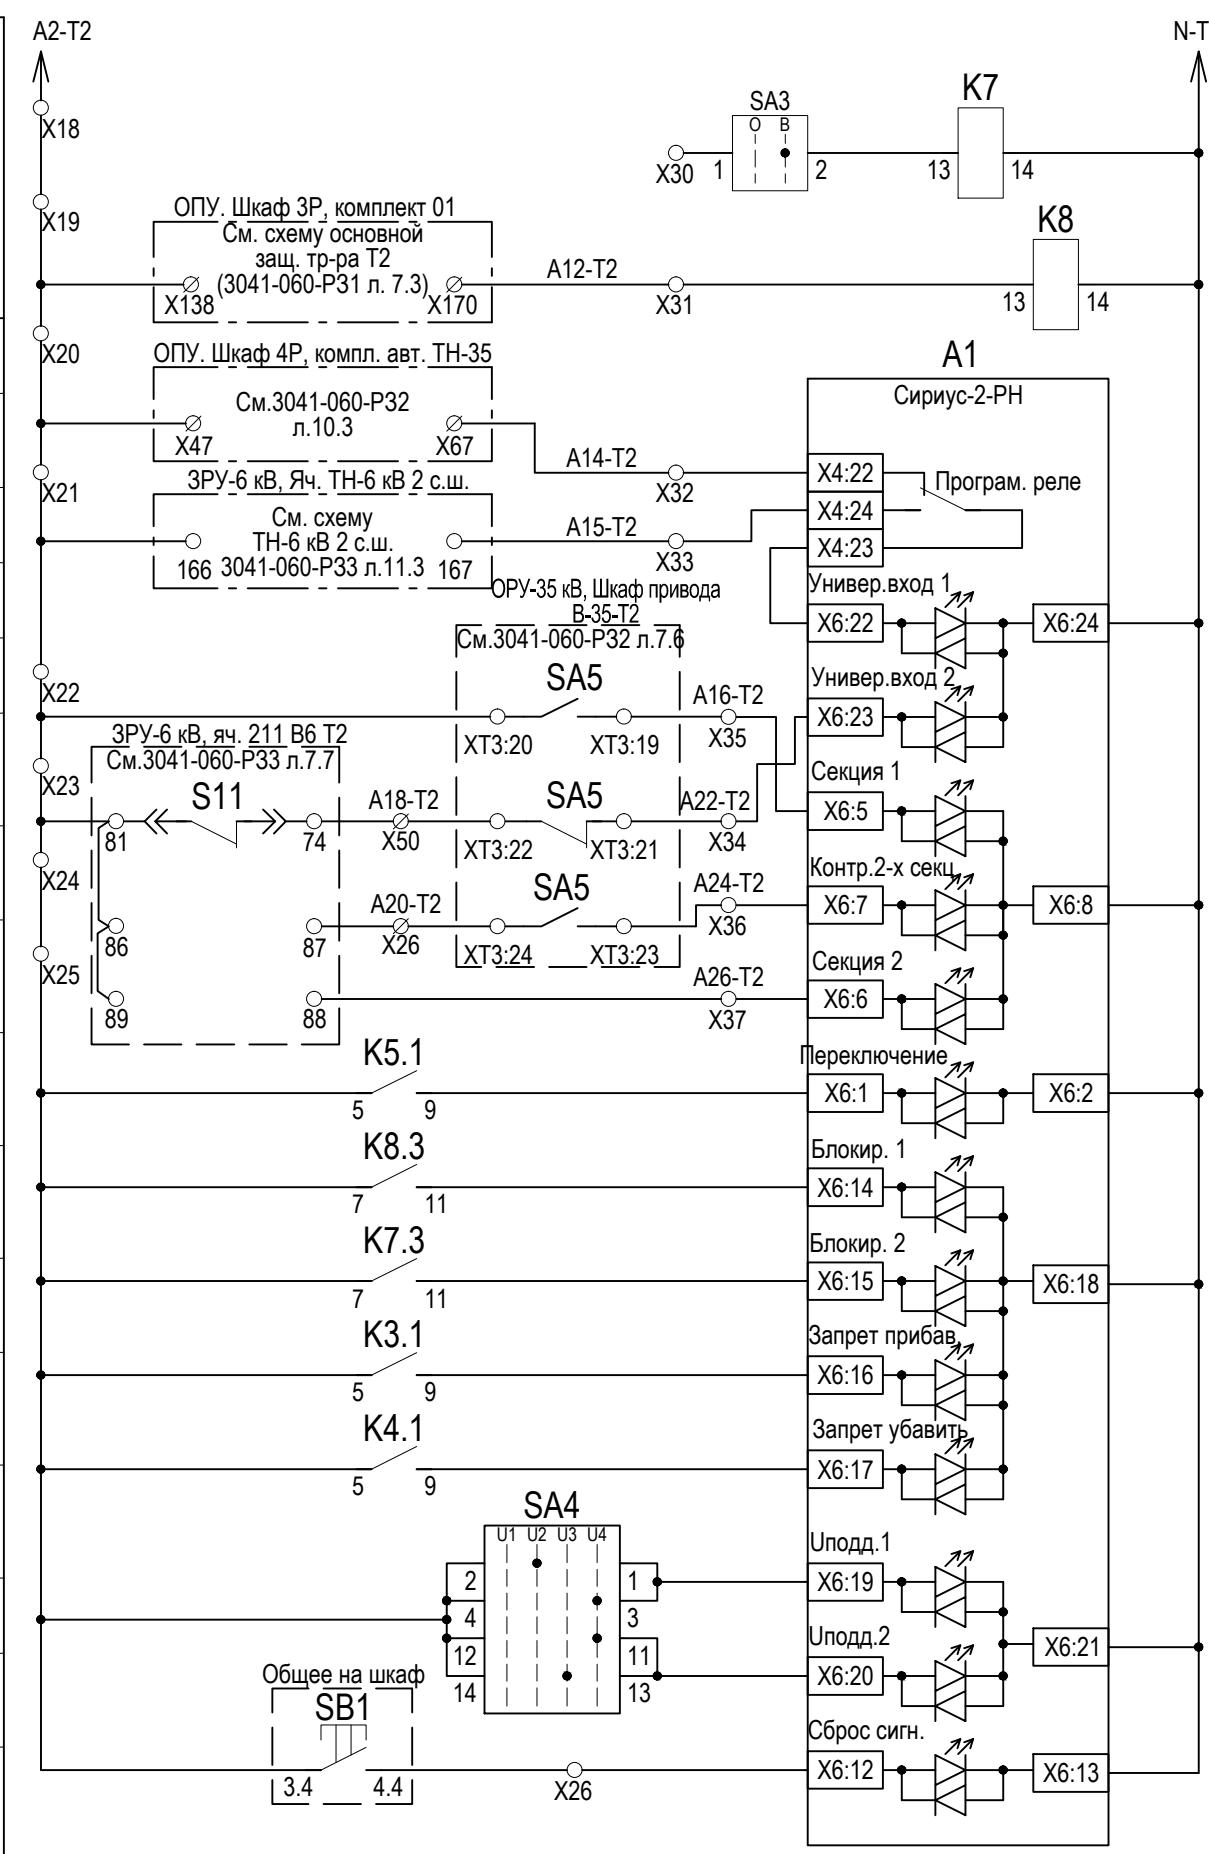 A2-T2
N-T
X18
SA3
O B
X30 1 2
K7
13 14
X19
ОПУ. Шкаф 3Р, комплект 01
См. схему основной
защ. тр-ра Т2
(3041-060-РЗ1 л. 7.3)
X138
X170
A12-T2
X31
K8
13 14
X20
ОПУ. Шкаф 4Р, компл. авт. ТН-35
См.3041-060-РЗ2
л.10.3
X47
X67
A14-T2
X32
A1
Сириус-2-РН
X4:22
Програм. реле
X4:24
X4:23
X21
ЗРУ-6 кВ, Яч. ТН-6 кВ 2 с.ш.
См. схему
ТН-6 кВ 2 с.ш.
3041-060-РЗ3 л.11.3
166
167
A15-T2
X33
Универ.вход 1
X6:22
X6:24
ОРУ-35 кВ, Шкаф привода
В-35-Т2
См.3041-060-РЗ2 л.7.6
X22
SA5
XT3:20
XT3:19
A16-T2
X35
Универ.вход 2
X6:23
ЗРУ-6 кВ, яч. 211 В6 Т2
См.3041-060-РЗ3 л.7.7
X23
S11
81
74
A18-T2
X50
SA5
XT3:22
XT3:21
A22-T2
X34
Секция 1
X6:5
X24
86
87
A20-T2
X26
SA5
XT3:24
XT3:23
A24-T2
X36
Контр.2-х секц.
X6:7
X6:8
X25
89
88
A26-T2
X37
Секция 2
X6:6
K5.1
5 9
Переключение
X6:1
X6:2
K8.3
7 11
Блокир. 1
X6:14
K7.3
7 11
Блокир. 2
X6:15
X6:18
K3.1
5 9
Запрет прибав.
X6:16
K4.1
5 9
Запрет убавить
X6:17
SA4
U1 U2 U3 U4
2 1
4 3
12 11
14 13
Uподд.1
X6:19
Uподд.2
X6:20
X6:21
Общее на шкаф
SB1
3.4 4.4
X26
Сброс сигн.
X6:12
X6:13